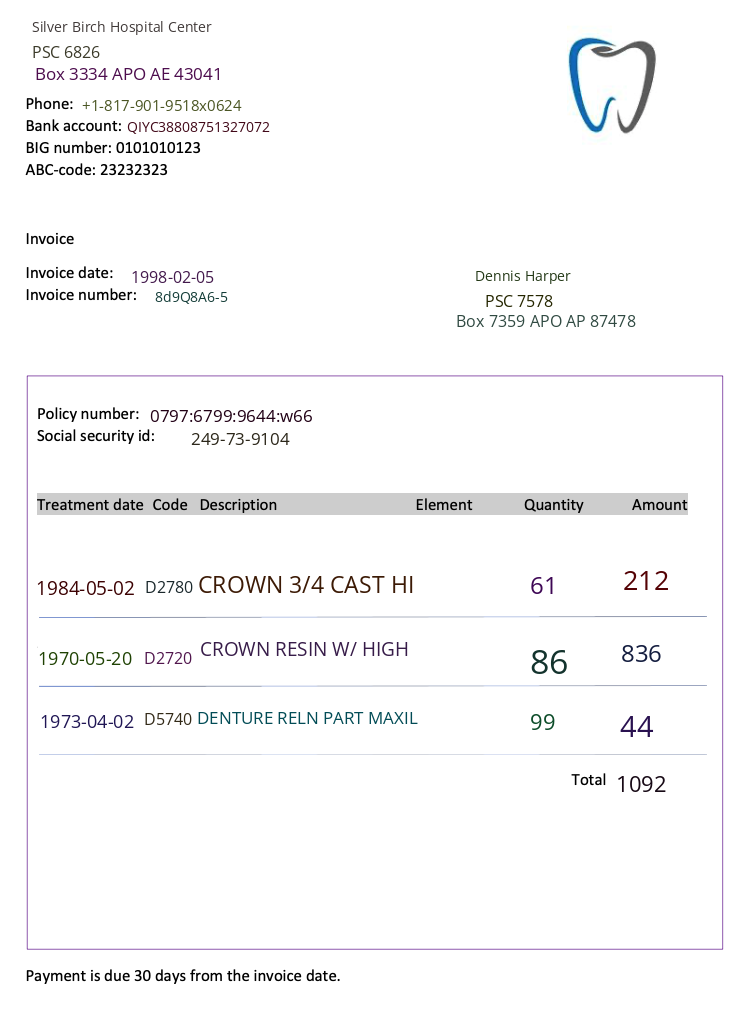 Silver Birch Hospital Center
PSC 6826
Box 3334 APO AE 43041
Phone: +1-817-901-9518x0624
Bank account: QIYC38808751327072
BIG number: 0101010123
ABC-code: 23232323
Invoice
Invoice date: 1998-02-05
Invoice number: 8d9Q8A6-5
Dennis Harper
PSC 7578
Box 7359 APO AP 87478
Policy number: 0797:6799:9644:w66
Social security id: 249-73-9104
Treatment date Code Description Element Quantity Amount
1984-05-02 D2780 CROWN 3/4 CAST HI 61 212
1970-05-20 D2720 CROWN RESIN W/ HIGH 86 836
1973-04-02 D5740 DENTURE RELN PART MAXIL 99 44
Total 1092
Payment is due 30 days from the invoice date.